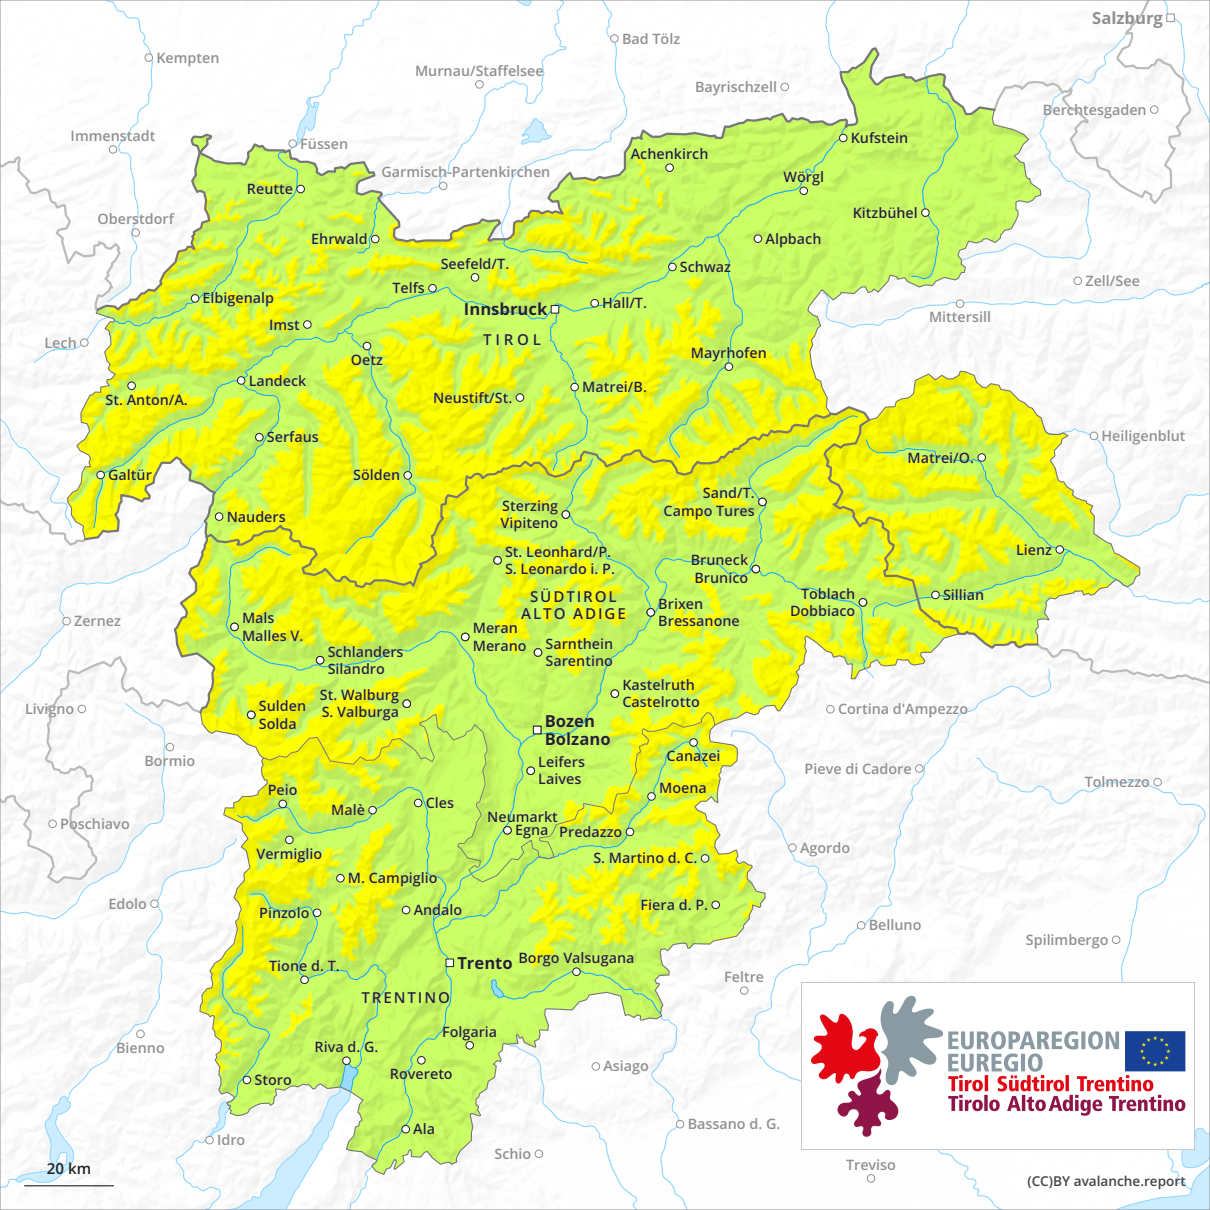 Salzburg
Bad Tölz
Kempten
Murnau/Staffelsee
Bayrischzell
Berchtesgaden
Immenstadt
Füssen
Kufstein
Achenkirch
Garmisch-Partenkirchen
Wörgl
Reutte
Oberstdorf
Kitzbühel
Ehrwald
Alpbach
Seefeld/T.
Schwaz
Zell/See
Telfs
Elbigenalp
Hall/T.
Innsbruck
Mittersill
Imst
TIROL
Lech
Oetz
Mayrhofen
Landeck
Matrei/B.
St. Anton/A.
Neustift/St.
Serfaus
Heiligenblut
Matrei/O.
Galtür
Sölden
Sand/T.
Campo Tures
Sterzing
Vipiteno
Nauders
St. Leonhard/P.
S. Leonardo i. P.
Lienz
Bruneck
Brunico
SÜDTIROL
ALTO ADIGE
Toblach
Dobbiaco
Sillian
Brixen
Bressanone
Zernez
Mals
Malles V.
Meran
Merano
Sarnthein
Sarentino
Schlanders
Silandro
Kastelruth
Castelrotto
St. Walburg
S. Valburga
Sulden
Solda
Livigno
Cortina d'Ampezzo
Bozen
Bolzano
Canazei
Bormio
Leifers
Laives
Pieve di Cadore
Tolmezzo
Peio
Moena
Malè
Cles
Neumarkt
Egna
Predazzo
Poschiavo
Vermiglio
Agordo
S. Martino d. C.
M. Campiglio
Edolo
Pinzolo
Andalo
Fiera d. P.
Belluno
Spilimbergo
Trento
Borgo Valsugana
Tione d. T.
Feltre
TRENTINO
Folgaria
Bienno
Riva d. G.
Rovereto
Asiago
Storo
EUROPAREGION
EUREGIO
Tirol Südtirol Trentino
Tirolo Alto Adige Trentino
Ala
Bassano d. G.
Idro
Schio
Treviso
20 km
(CC)BY avalanche.report